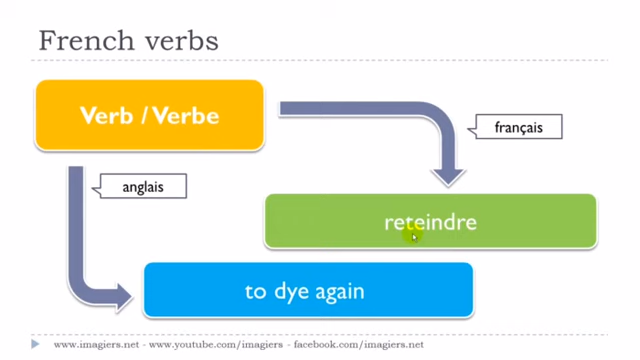 French verbs
Verb / Verbe
français
anglais
reteindre
to dye again
www.imagiers.net - www.youtube.com/imagiers - facebook.com/imagiers.net